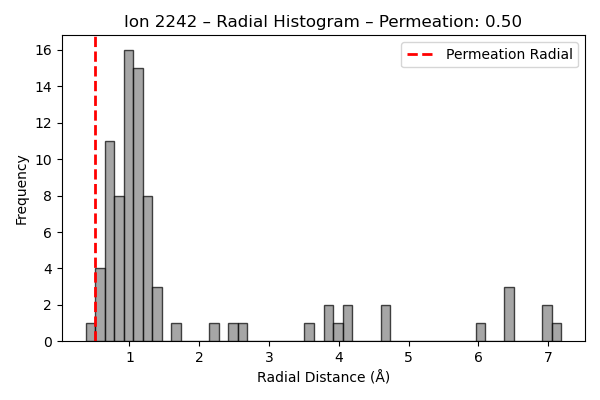 Ion 2242 – Radial Histogram – Permeation: 0.50
Permeation Radial
16
14
12
10
8
6
4
2
0
Frequency
1 2 3 4 5 6 7
Radial Distance (Å)